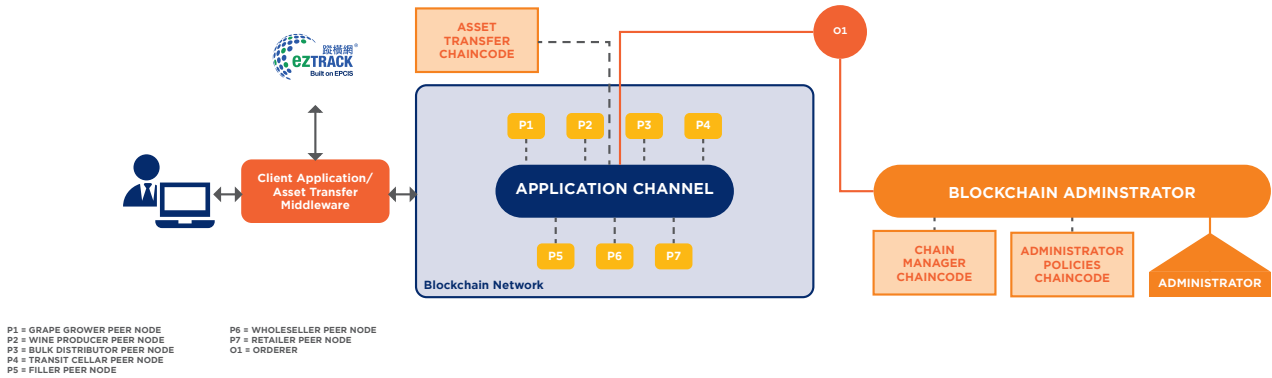 ASSET
TRANSFER
CHAINCODE
O1
蹤橫網®
ezTRACK
Built on EPCIS
P1
P2
P3
P4
Client Application/
Asset Transfer
Middleware
APPLICATION CHANNEL
BLOCKCHAIN ADMINSTRATOR
P5
P6
P7
CHAIN
MANAGER
CHAINCODE
ADMINISTRATOR
POLICIES
CHAINCODE
ADMINISTRATOR
Blockchain Network
P1 = GRAPE GROWER PEER NODE
P2 = WINE PRODUCER PEER NODE
P3 = BULK DISTRIBUTOR PEER NODE
P4 = TRANSIT CELLAR PEER NODE
P5 = FILLER PEER NODE
P6 = WHOLESELLER PEER NODE
P7 = RETAILER PEER NODE
O1 = ORDERER